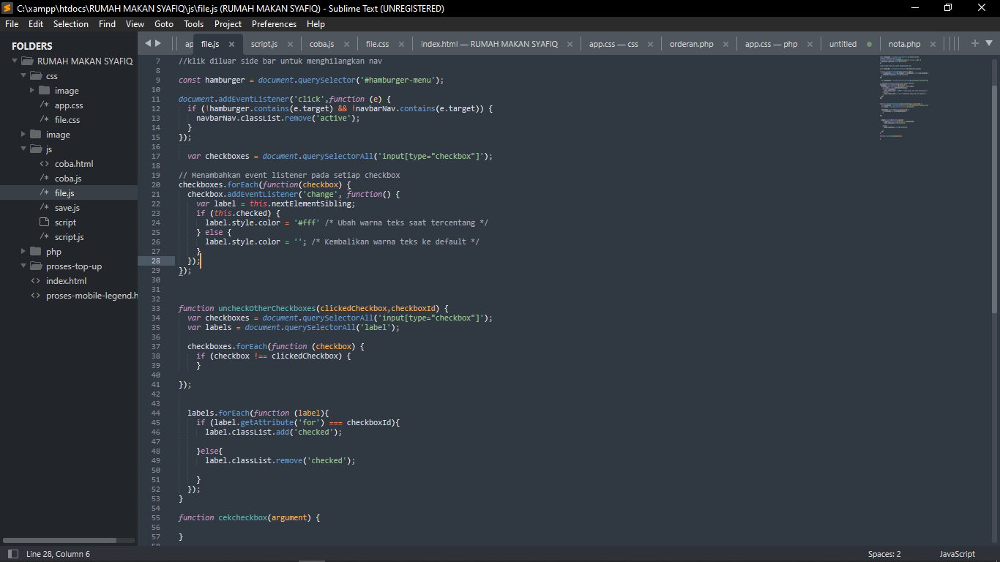 C:\xampp\htdocs\RUMAH MAKAN SYAFIQ\js\file.js (RUMAH MAKAN SYAFIQ) - Sublime Text (UNREGISTERED)
File Edit Selection Find View Goto Tools Project Preferences Help
FOLDERS
RUMAH MAKAN SYAFIQ
css
image
/* app.css
/* file.css
image
js
<> coba.html
/* coba.js
/* file.js
/* save.js
script
/* script.js
php
proses-top-up
<> index.html
<> proses-mobile-legend.h
ap file.js × script.js × coba.js × file.css × index.html — RUMAH MAKAN SYAFIQ × app.css — css × orderan.php × app.css — php × untitled nota.php ×
7 //klik diluar side bar untuk menghilangkan nav
8
9 const hamburger = document.querySelector('#hamburger-menu');
10
11 document.addEventListener('click',function (e) {
12 if (!hamburger.contains(e.target) && !navbarNav.contains(e.target)) {
13 navbarNav.classList.remove('active');
14 }
15 });
16
17 var checkboxes = document.querySelectorAll('input[type="checkbox"]');
18
19 // Menambahkan event listener pada setiap checkbox
20 checkboxes.forEach(function(checkbox) {
21 checkbox.addEventListener('change', function() {
22 var label = this.nextElementSibling;
23 if (this.checked) {
24 label.style.color = '#fff' /* Ubah warna teks saat tercentang */
25 } else {
26 label.style.color = ''; /* Kembalikan warna teks ke default */
27 }
28 });
29 });
30
31
32
33 function uncheckOtherCheckboxes(clickedCheckbox,checkboxId) {
34 var checkboxes = document.querySelectorAll('input[type="checkbox"]');
35 var labels = document.querySelectorAll('label');
36
37 checkboxes.forEach(function (checkbox) {
38 if (checkbox !== clickedCheckbox) {
39 }
40
41 });
42
43
44 labels.forEach(function (label){
45 if (label.getAttribute('for') === checkboxId){
46 label.classList.add('checked');
47
48 }else{
49 label.classList.remove('checked');
50
51 }
52 });
53 }
54
55 function cekcheckbox(argument) {
56
57 }
Line 28, Column 6
Spaces: 2 JavaScript